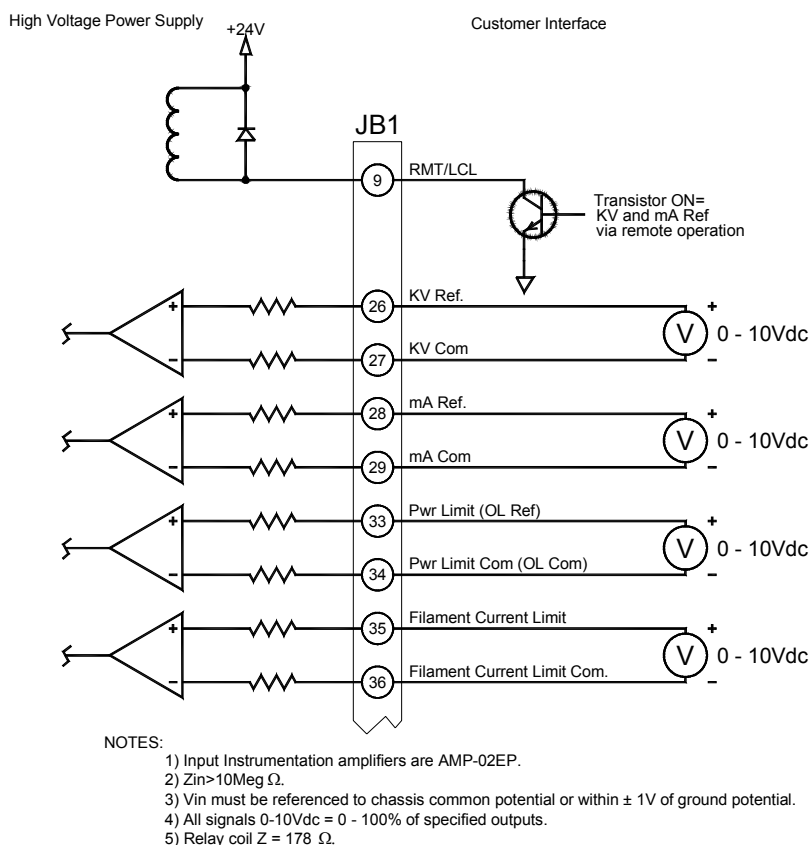 High Voltage Power Supply
Customer Interface
+24V
JB1
9
RMT/LCL
Transistor ON=
KV and mA Ref
via remote operation
+
26
KV Ref.
+
V
0 - 10Vdc
–
27
KV Com
–
+
28
mA Ref.
+
V
0 - 10Vdc
–
29
mA Com
–
+
33
Pwr Limit (OL Ref)
+
V
0 - 10Vdc
–
34
Pwr Limit Com (OL Com)
–
+
35
Filament Current Limit
+
V
0 - 10Vdc
–
36
Filament Current Limit Com.
–
NOTES:
1) Input Instrumentation amplifiers are AMP-02EP.
2) Zin>10Meg Ω.
3) Vin must be referenced to chassis common potential or within ± 1V of ground potential.
4) All signals 0-10Vdc = 0 - 100% of specified outputs.
5) Relay coil Z = 178 Ω.